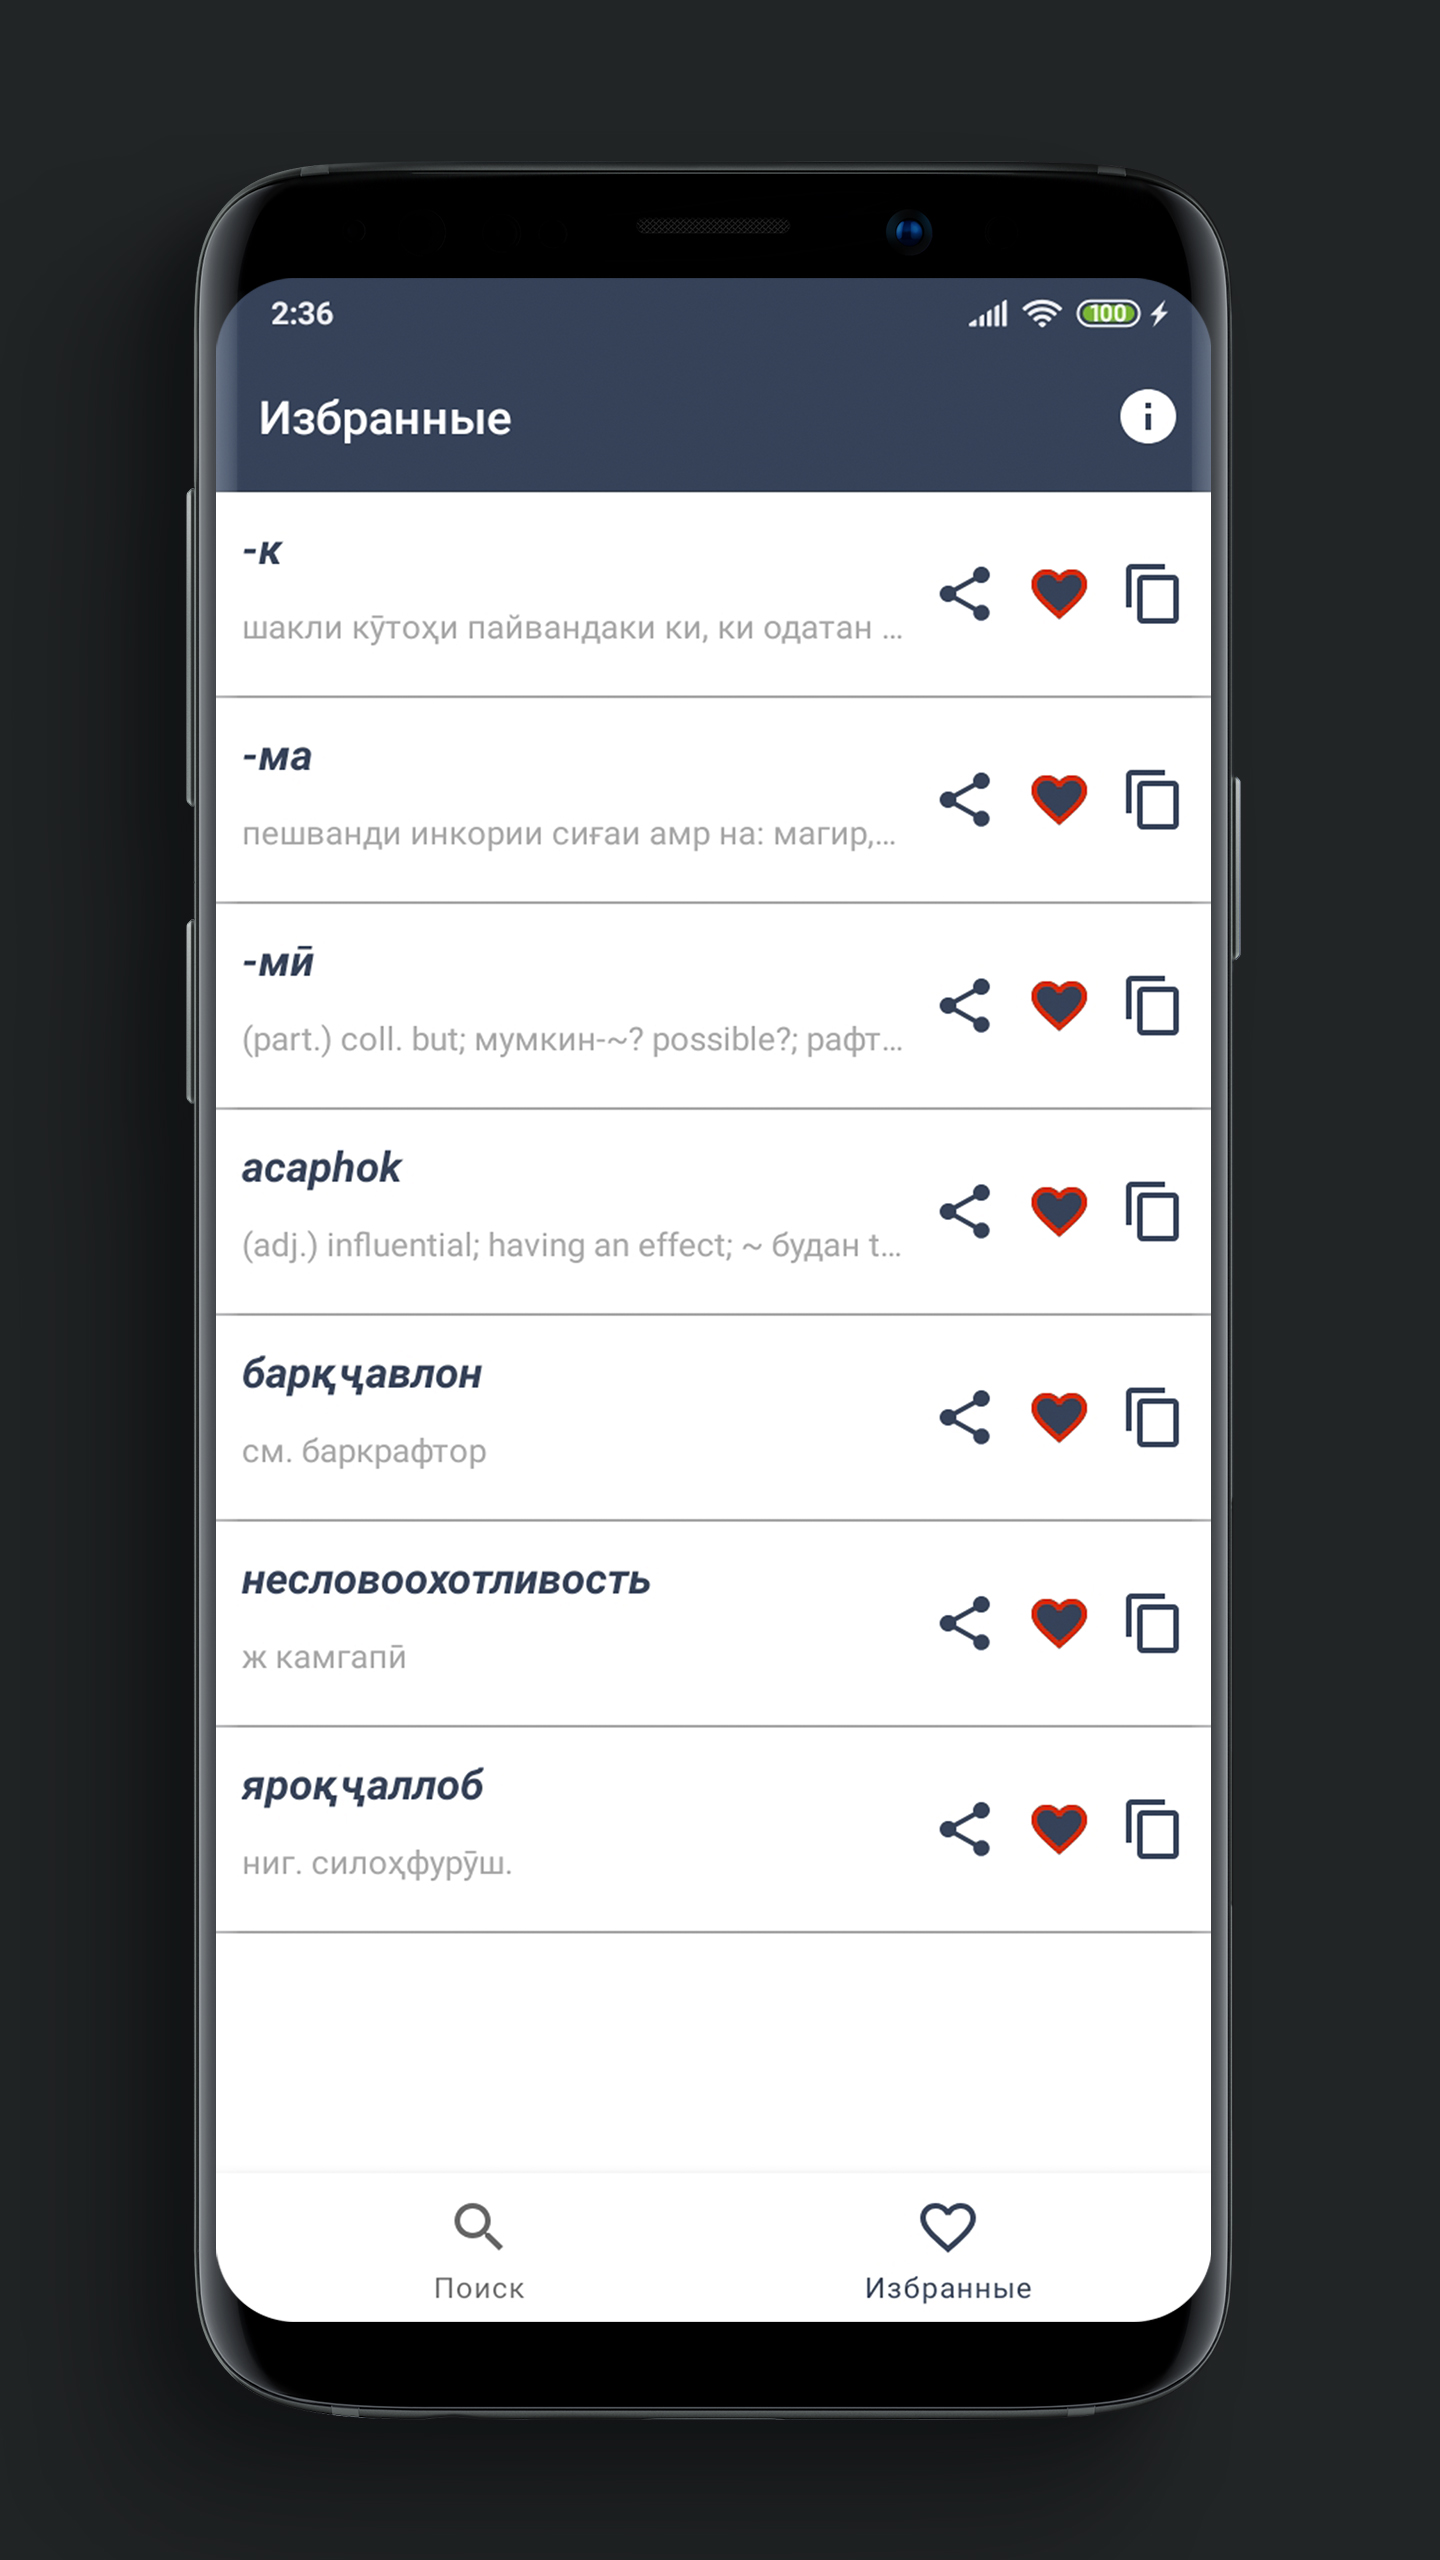 2:36
100
Избранные
-к
шакли кӯтоҳи пайвандаки ки, ки одатан ...
-ма
пешванди инкории сиғаи амр на: магир,...
-мӣ
(part.) coll. but; мумкин-~? possible?; рафт...
acaphok
(adj.) influential; having an effect; ~ будан t...
барқҷавлон
см. баркрафтор
несловоохотливость
ж камгапӣ
яроқҷаллоб
ниг. силоҳфурӯш.
Поиск
Избранные